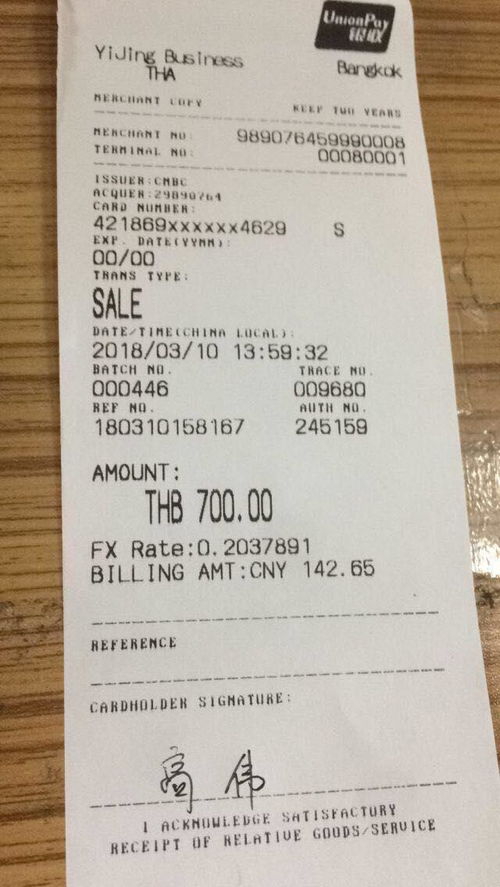 UnionPay
银联
YiJing Business
THA
Bangkok
MERCHANT COPY
KEEP TWO YEARS
MERCHANT NO:
989076459990008
TERMINAL NO:
00080001
ISSUER:CMBC
ACQUER:29890764
CARD NUMBER:
421869xxxxxx4629 S
EXP. DATE(YYMM):
00/00
TRANS TYPE:
SALE
DATE/TIME(CHINA LOCAL):
2018/03/10 13:59:32
BATCH NO. TRACE NO.
000446 009680
REF NO. AUTH NO.
180310158167 245159
AMOUNT:
THB 700.00
FX Rate:0.2037891
BILLING AMT:CNY 142.65
REFERENCE
CARDHOLDER SIGNATURE:
高伟
I ACKNOWLEDGE SATISFACTORY
RECEIPT OF RELATIVE GOODS/SERVICE